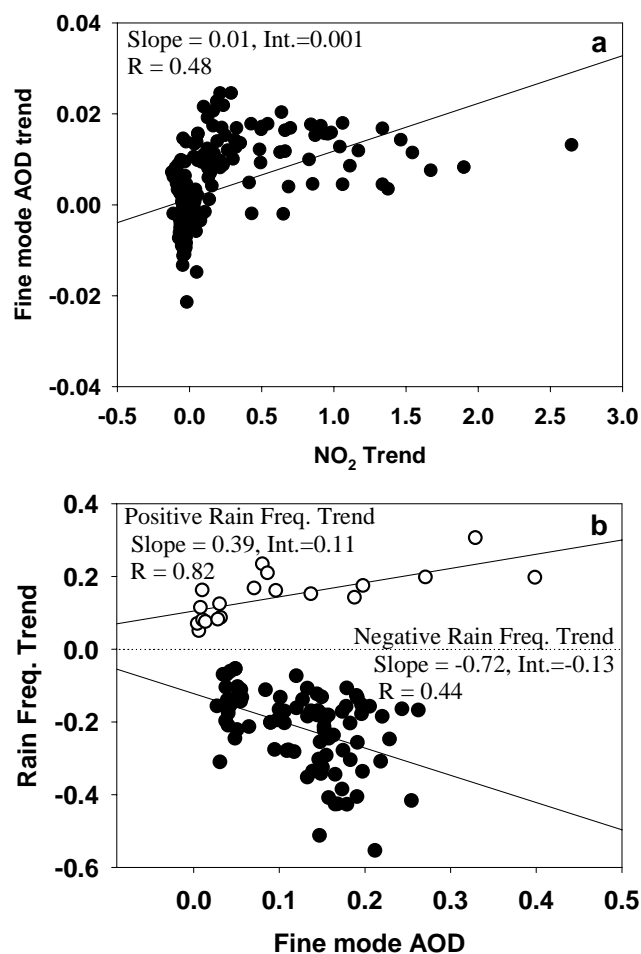 0.04
Slope = 0.01, Int.=0.001
a
R = 0.48
0.02
0.00
-0.02
-0.04
Fine mode AOD trend
-0.5 0.0 0.5 1.0 1.5 2.0 2.5 3.0
NO₂ Trend
0.4
Positive Rain Freq. Trend
b
Slope = 0.39, Int.=0.11
R = 0.82
0.2
0.0
Negative Rain Freq. Trend
Slope = -0.72, Int.=-0.13
R = 0.44
-0.2
-0.4
-0.6
Rain Freq. Trend
0.0 0.1 0.2 0.3 0.4 0.5
Fine mode AOD